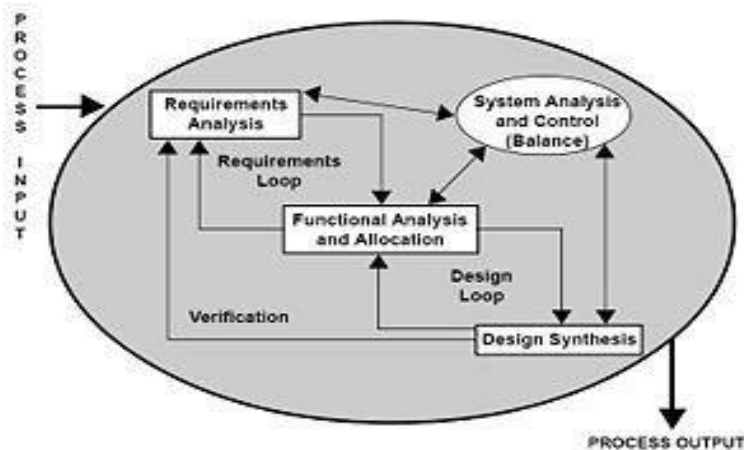 PROCESS INPUT
Requirements
Analysis
System Analysis
and Control
(Balance)
Requirements
Loop
Functional Analysis
and Allocation
Design
Loop
Verification
Design Synthesis
PROCESS OUTPUT